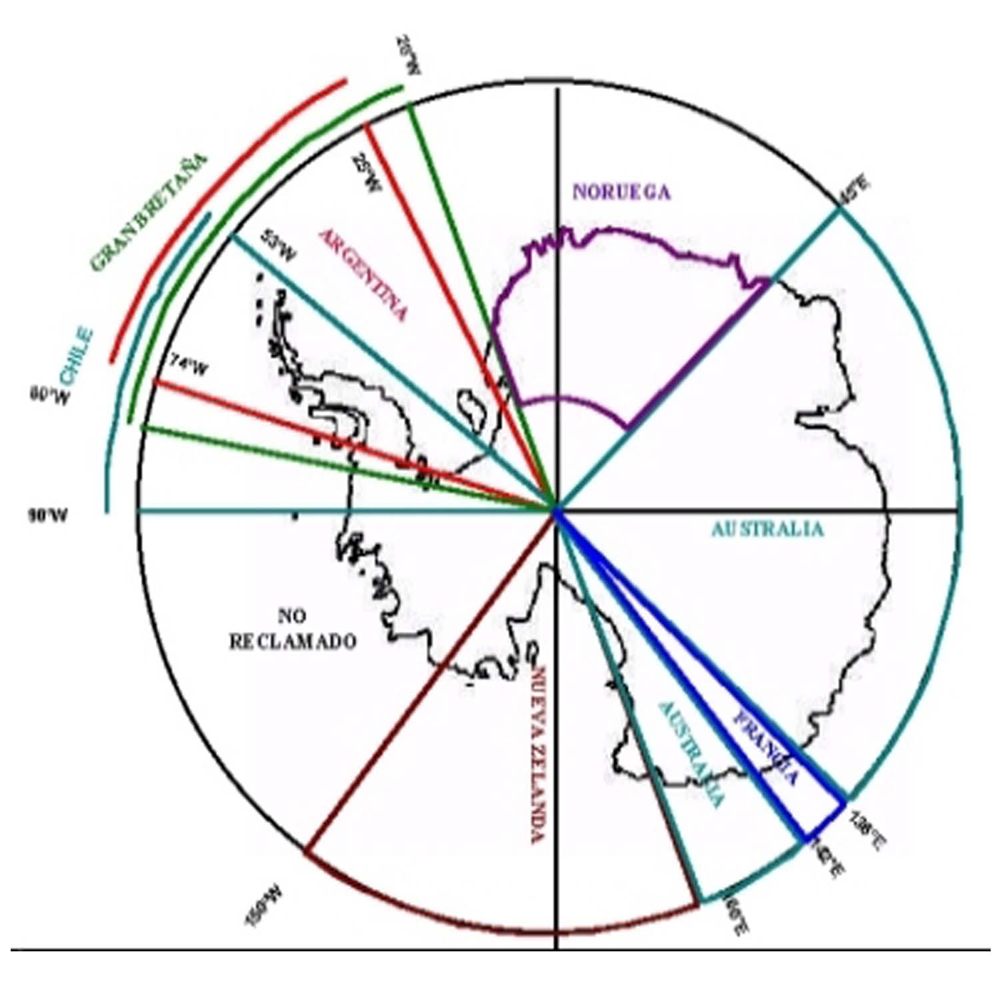 20°W
GRAN BRETAÑA
25°W
NORUEGA
45°E
53°W
ARGENTINA
CHILE
74°W
80°W
90°W
AUSTRALIA
NO
RECLAMADO
NUEVA ZELANDA
AUSTRALIA
FRANCIA
136°E
142°E
160°E
150°W